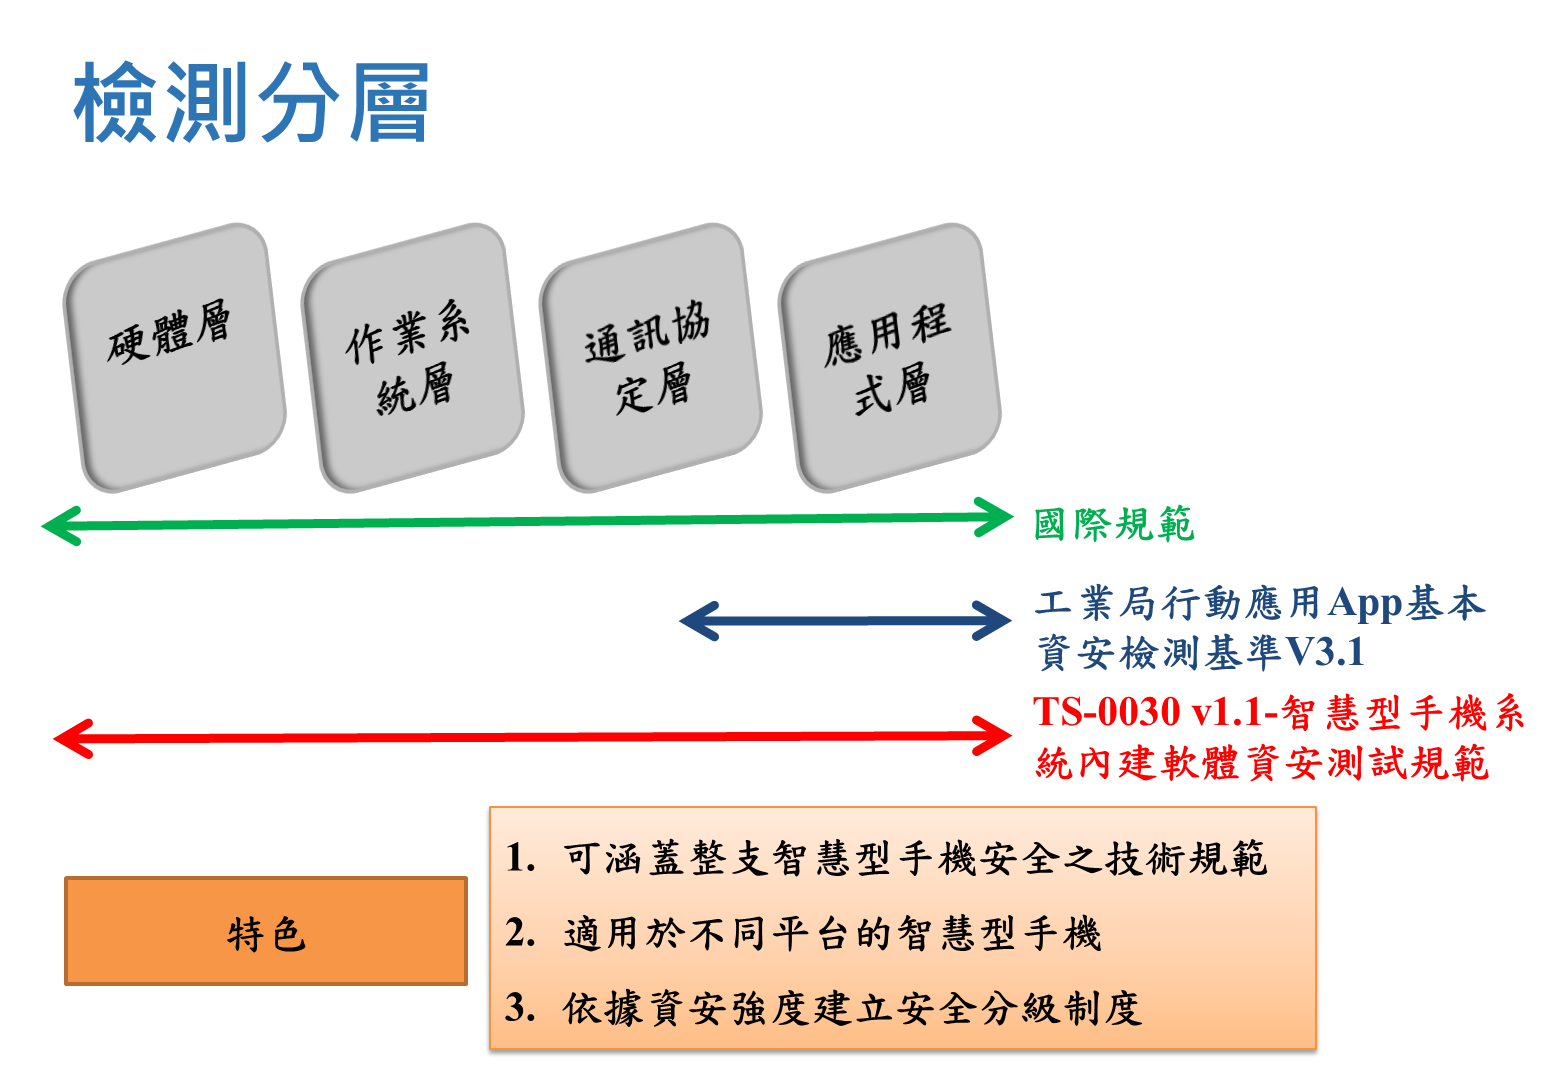 檢測分層
硬體層
作業系
統層
通訊協
定層
應用程
式層
國際規範
工業局行動應用App基本
資安檢測基準V3.1
TS-0030 v1.1-智慧型手機系
統內建軟體資安測試規範
特色
1. 可涵蓋整支智慧型手機安全之技術規範
2. 適用於不同平台的智慧型手機
3. 依據資安強度建立安全分級制度